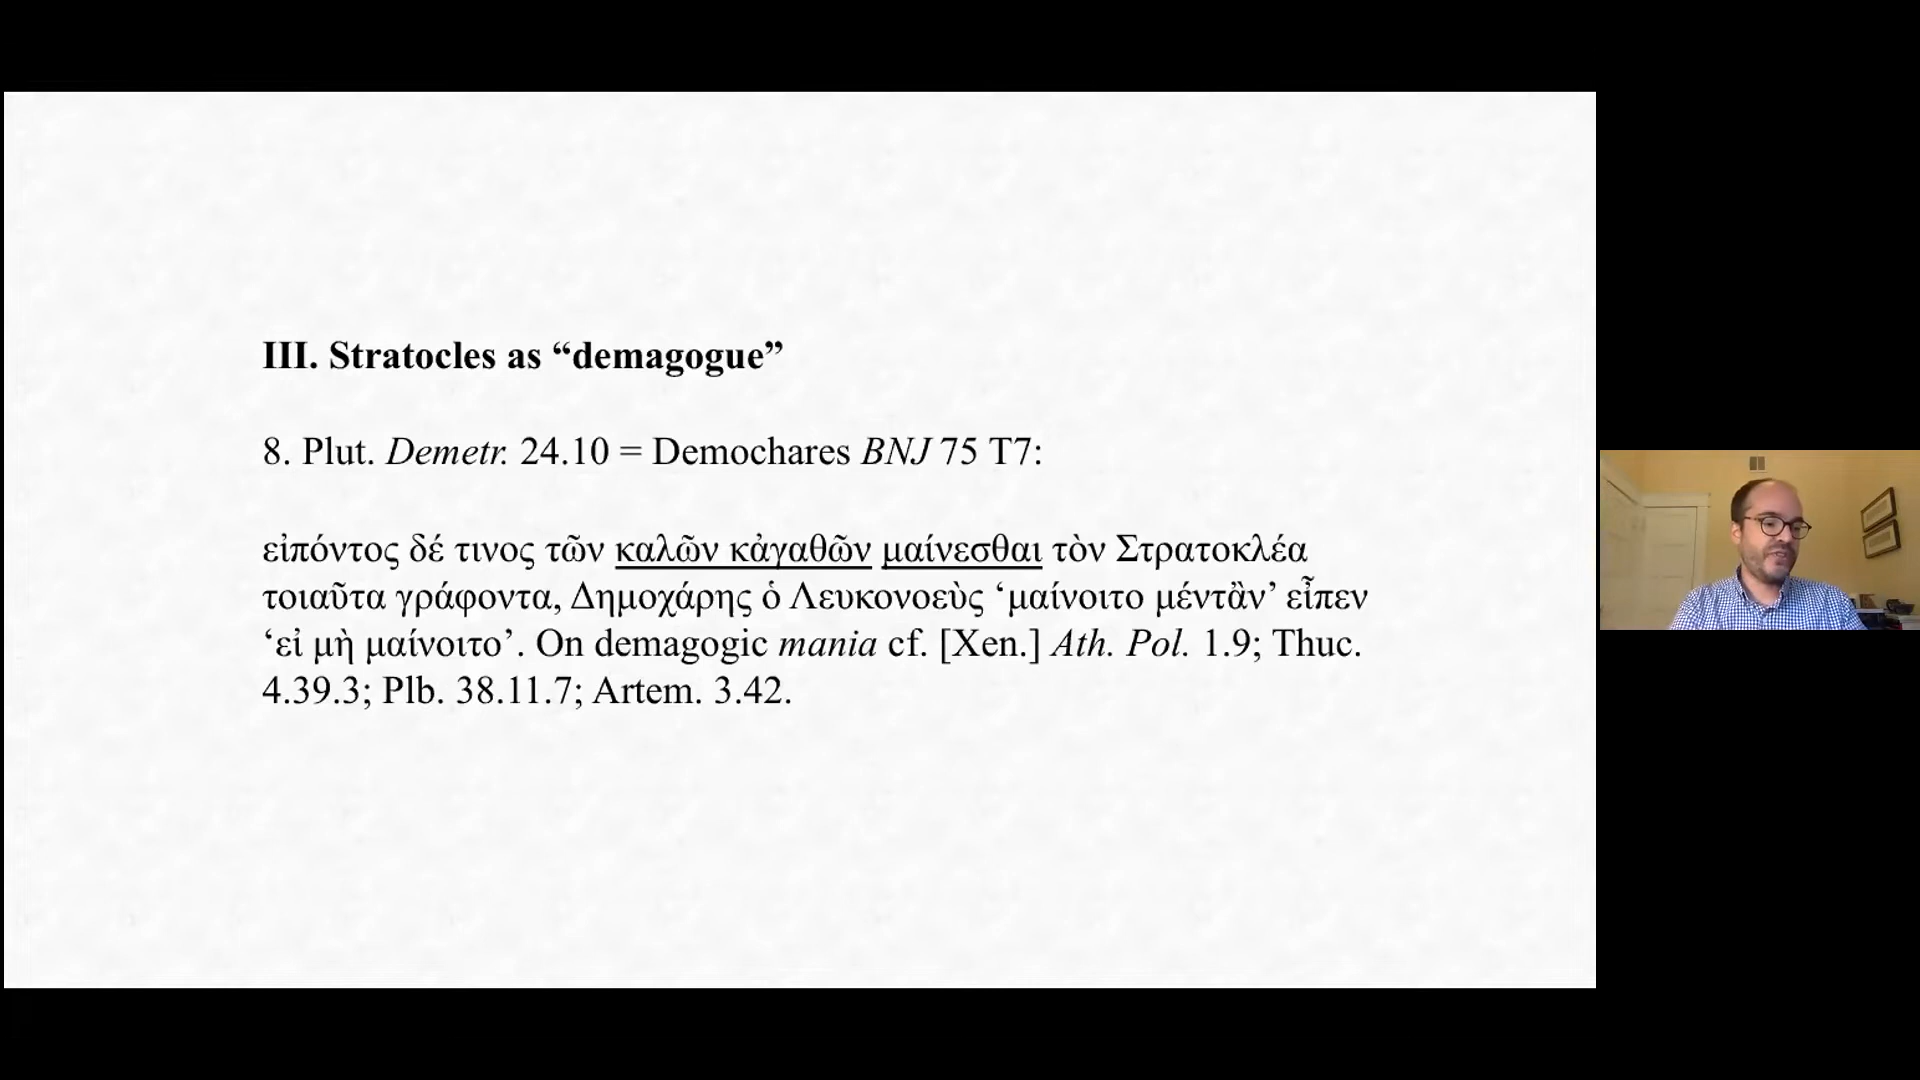 III. Stratocles as “demagogue”
8. Plut. Demetr. 24.10 = Demochares BNJ 75 T7:
εἰπόντος δέ τινος τῶν καλῶν κἀγαθῶν μαίνεσθαι τὸν Στρατοκλέα
τοιαῦτα γράφοντα, Δημοχάρης ὁ Λευκονοεὺς ‘μαίνοιτο μέντἂν’ εἶπεν
‘εἰ μὴ μαίνοιτο’. On demagogic mania cf. [Xen.] Ath. Pol. 1.9; Thuc.
4.39.3; Plb. 38.11.7; Artem. 3.42.